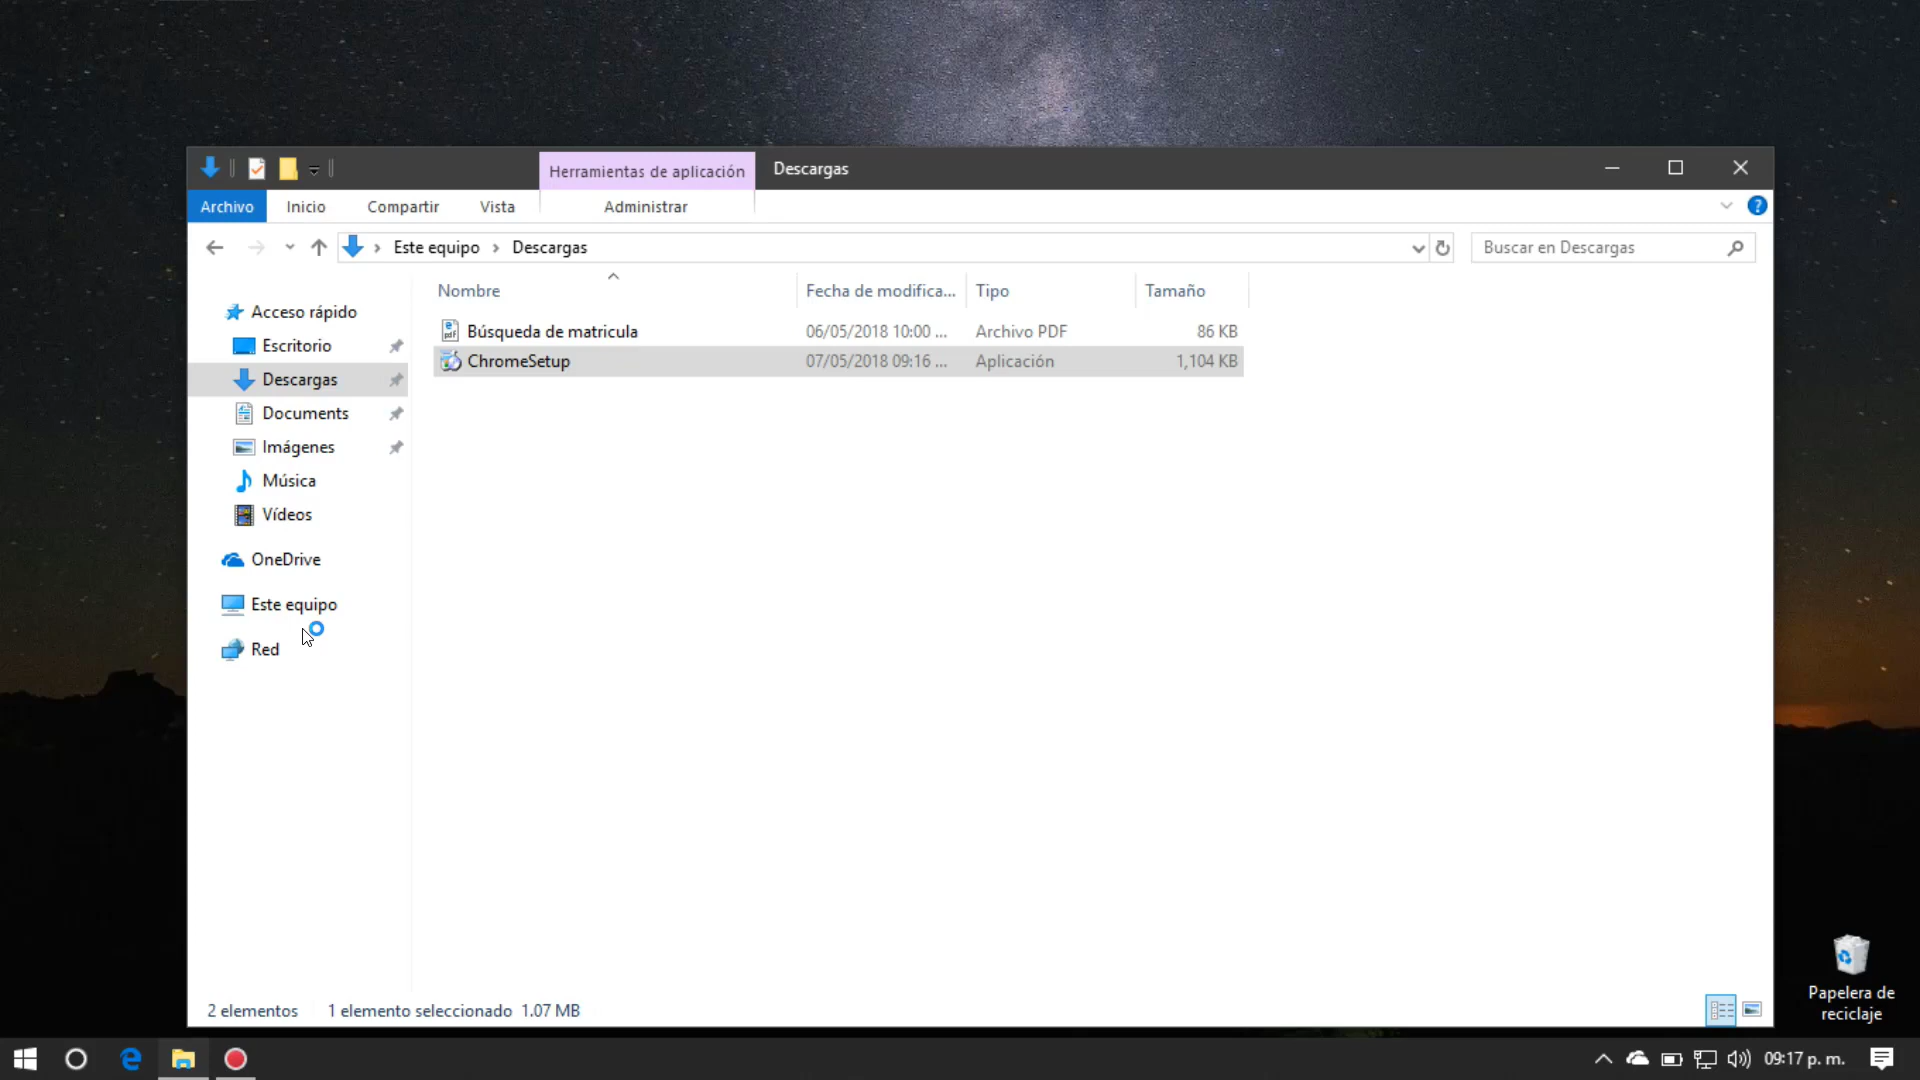 Herramientas de aplicación
Descargas
Archivo
Inicio
Compartir
Vista
Administrar
Este equipo
Descargas
Buscar en Descargas
Nombre
Fecha de modifica...
Tipo
Tamaño
Búsqueda de matricula
06/05/2018 10:00 ...
Archivo PDF
86 KB
ChromeSetup
07/05/2018 09:16 ...
Aplicación
1,104 KB
Acceso rápido
Escritorio
Descargas
Documents
Imágenes
Música
Vídeos
OneDrive
Este equipo
Red
2 elementos
1 elemento seleccionado 1.07 MB
Papelera de
reciclaje
09:17 p. m.